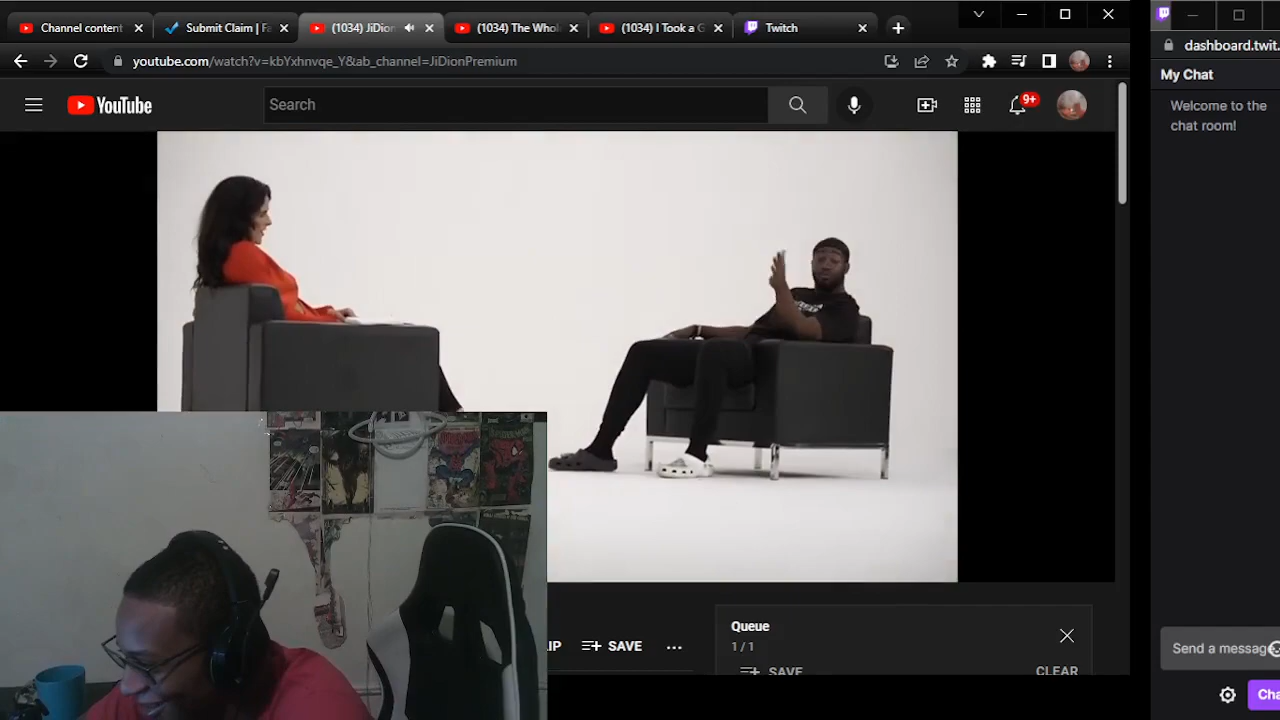 Channel content
Submit Claim | Fa
(1034) JiDion
(1034) The Whol
(1034) I Took a G
Twitch
youtube.com/watch?v=kbYxhnvqe_Y&ab_channel=JiDionPremium
dashboard.twit
YouTube
Search
9+
My Chat
Welcome to the
chat room!
Queue
1 / 1
IP
SAVE
SAVE
CLEAR
Send a message
Cha